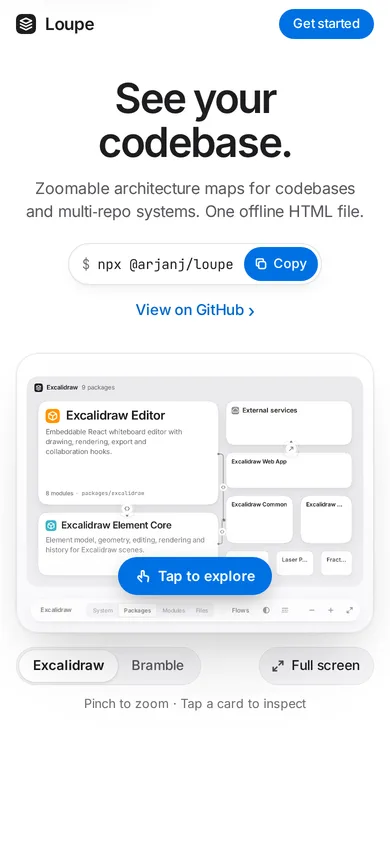 Loupe
Get started
See your
codebase.
Zoomable architecture maps for codebases
and multi-repo systems. One offline HTML file.
$ npx @arjanj/loupe
Copy
View on GitHub ›
Excalidraw 9 packages
Excalidraw Editor
Embeddable React whiteboard editor with
drawing, rendering, export and
collaboration hooks.
8 modules · packages/excalidraw
External services
Excalidraw Web App
Excalidraw Element Core
Element model, geometry, editing, rendering and
history for Excalidraw scenes.
Excalidraw Common
Excalidraw ...
Laser P...
Fract...
Tap to explore
Excalidraw
System
Packages
Modules
Files
Flows
Excalidraw
Bramble
Full screen
Pinch to zoom · Tap a card to inspect